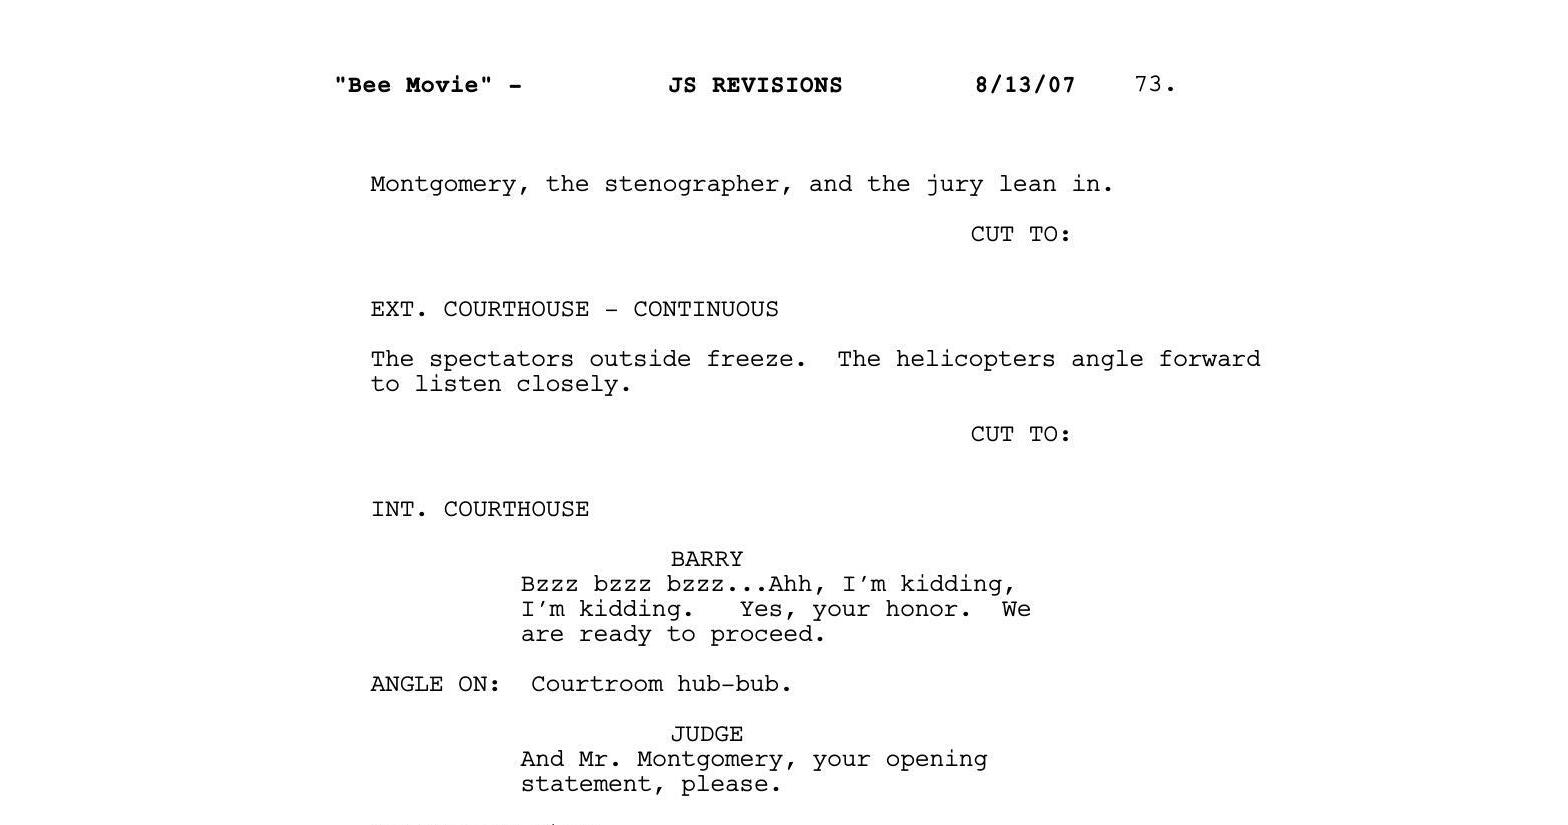 "Bee Movie" - JS REVISIONS 8/13/07 73.
Montgomery, the stenographer, and the jury lean in.
CUT TO:
EXT. COURTHOUSE - CONTINUOUS
The spectators outside freeze.  The helicopters angle forward
to listen closely.
CUT TO:
INT. COURTHOUSE
BARRY
Bzzz bzzz bzzz...Ahh, I'm kidding,
I'm kidding.   Yes, your honor.  We
are ready to proceed.
ANGLE ON:  Courtroom hub-bub.
JUDGE
And Mr. Montgomery, your opening
statement, please.